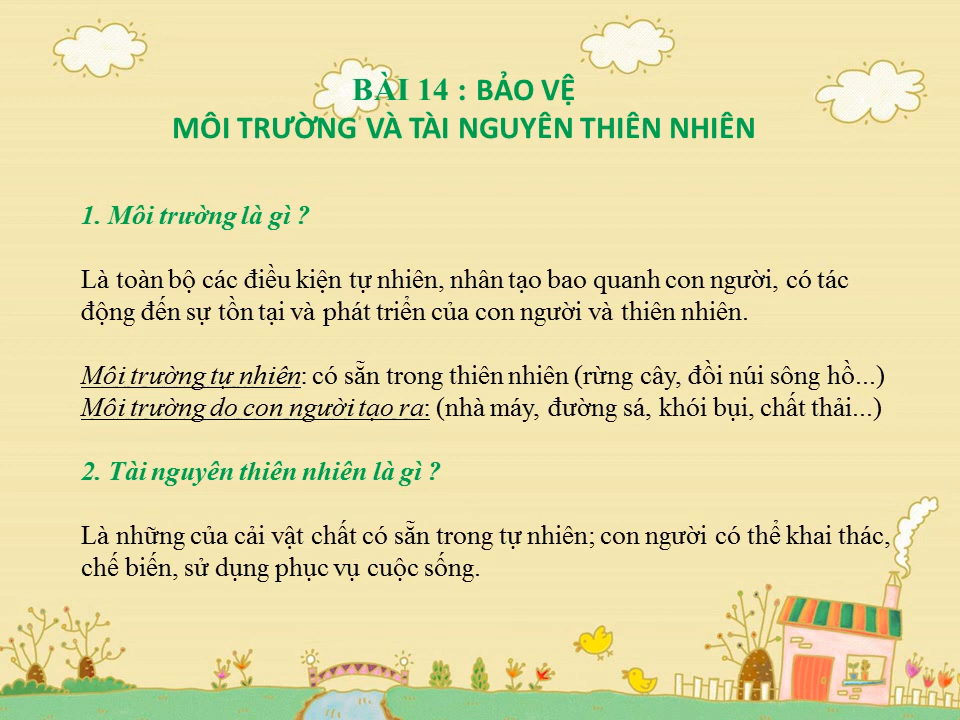 BÀI 14 : BẢO VỆ
MÔI TRƯỜNG VÀ TÀI NGUYÊN THIÊN NHIÊN
1. Môi trường là gì ?
Là toàn bộ các điều kiện tự nhiên, nhân tạo bao quanh con người, có tác
động đến sự tồn tại và phát triển của con người và thiên nhiên.
Môi trường tự nhiên: có sẵn trong thiên nhiên (rừng cây, đồi núi sông hồ...)
Môi trường do con người tạo ra: (nhà máy, đường sá, khói bụi, chất thải...)
2. Tài nguyên thiên nhiên là gì ?
Là những của cải vật chất có sẵn trong tự nhiên; con người có thể khai thác,
chế biến, sử dụng phục vụ cuộc sống.